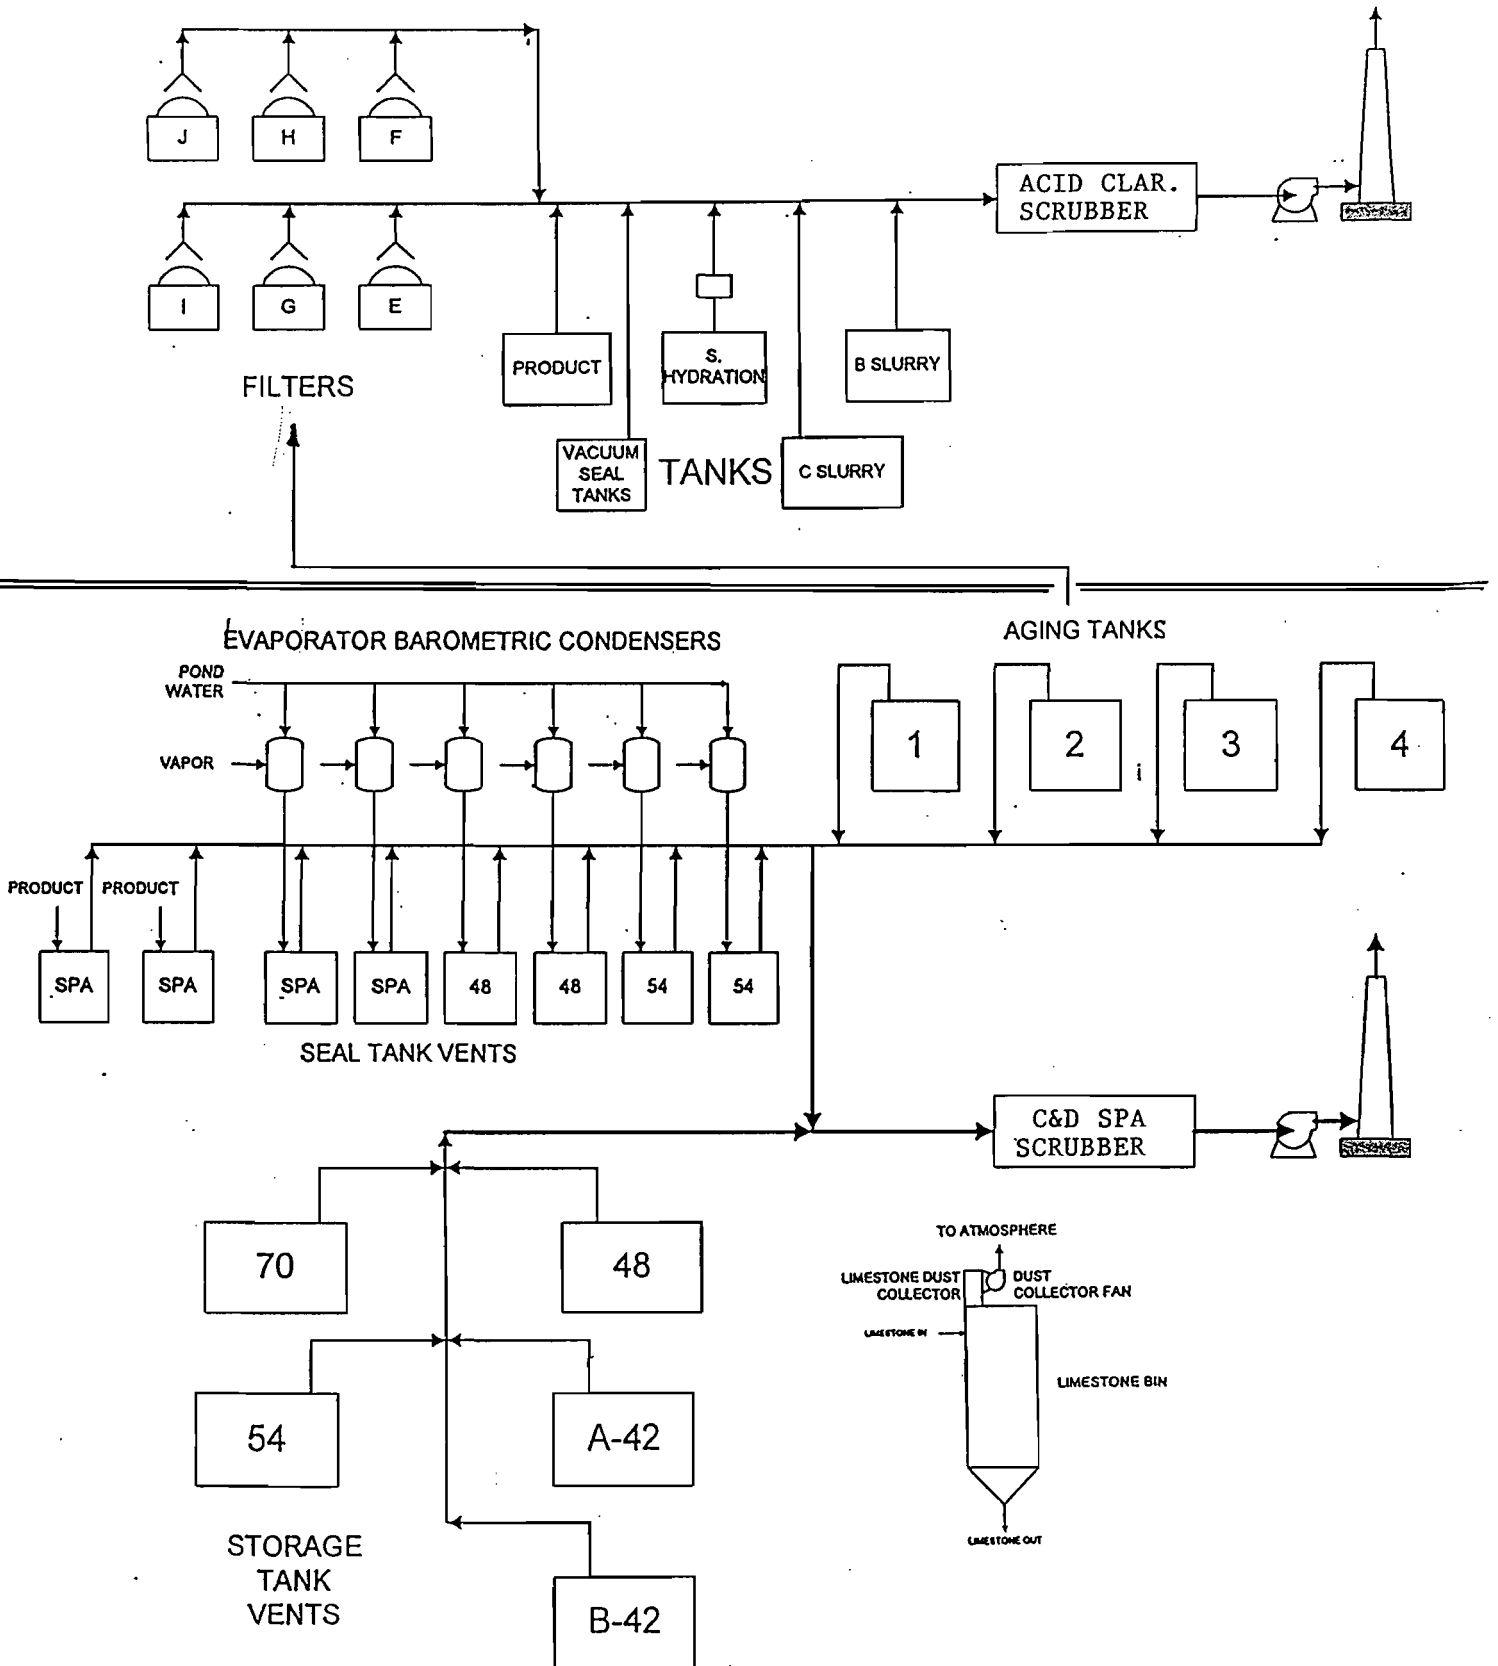 J
H
F
ACID CLAR.
SCRUBBER
I
G
E
PRODUCT
S.
HYDRATION
B SLURRY
FILTERS
VACUUM
SEAL
TANKS
TANKS
C SLURRY
EVAPORATOR BAROMETRIC CONDENSERS
AGING TANKS
POND
WATER
VAPOR
1
2
3
4
PRODUCT
PRODUCT
SPA
SPA
SPA
SPA
48
48
54
54
SEAL TANK VENTS
C&D SPA
SCRUBBER
70
48
TO ATMOSPHERE
LIMESTONE DUST
COLLECTOR
DUST
COLLECTOR FAN
LIMESTONE IN
LIMESTONE BIN
54
A-42
LIMESTONE OUT
STORAGE
TANK
VENTS
B-42